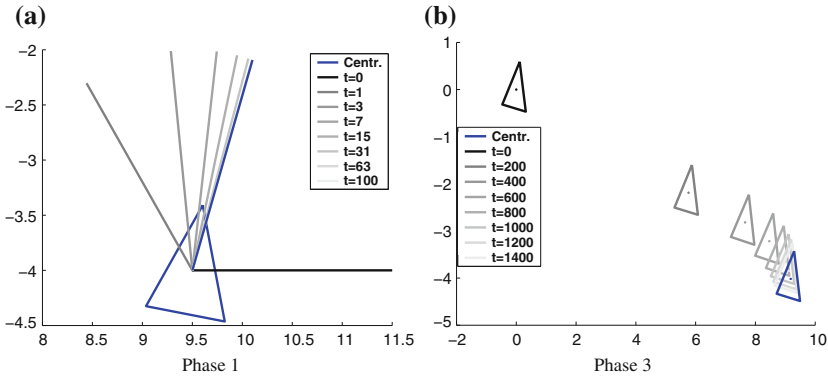 (a)
−2
−2.5
−3
−3.5
−4
−4.5
8
8.5
9
9.5
10
10.5
11
11.5
Centr.
t=0
t=1
t=3
t=7
t=15
t=31
t=63
t=100
Phase 1
(b)
1
0
−1
−2
−3
−4
−5
−2
0
2
4
6
8
10
Centr.
t=0
t=200
t=400
t=600
t=800
t=1000
t=1200
t=1400
Phase 3